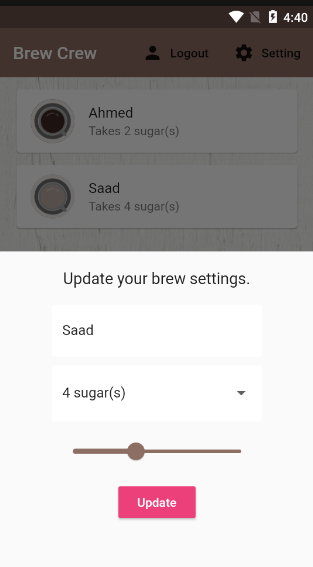 4:40
Brew Crew
Logout
Setting
Ahmed
Takes 2 sugar(s)
Saad
Takes 4 sugar(s)
Update your brew settings.
Saad
4 sugar(s)
Update